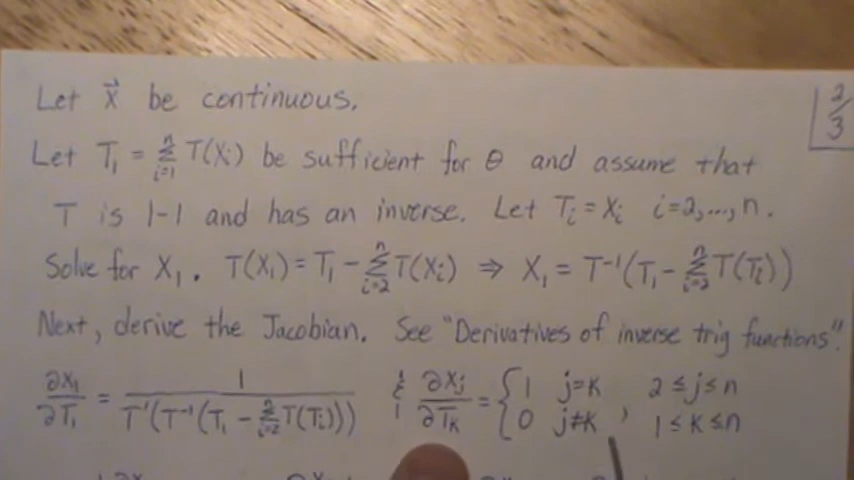 Let X⃗ be continuous.
2/3
Let T₁ = Σⁿᵢ₌₁ T(Xᵢ) be sufficient for θ and assume that
T is 1-1 and has an inverse. Let Tᵢ = Xᵢ i=2,...,n.
Solve for X₁. T(X₁) = T₁ - Σⁿᵢ₌₂ T(Xᵢ) ⇒ X₁ = T⁻¹(T₁ - Σⁿᵢ₌₂ T(Tᵢ))
Next, derive the Jacobian. See "Derivatives of inverse trig functions".
∂X₁/∂T₁ = 1/T'(T⁻¹(T₁ - Σⁿᵢ₌₂ T(Tᵢ))) & ∂Xⱼ/∂Tₖ = { 1 j=k, 0 j≠k , 2≤j≤n 1≤k≤n